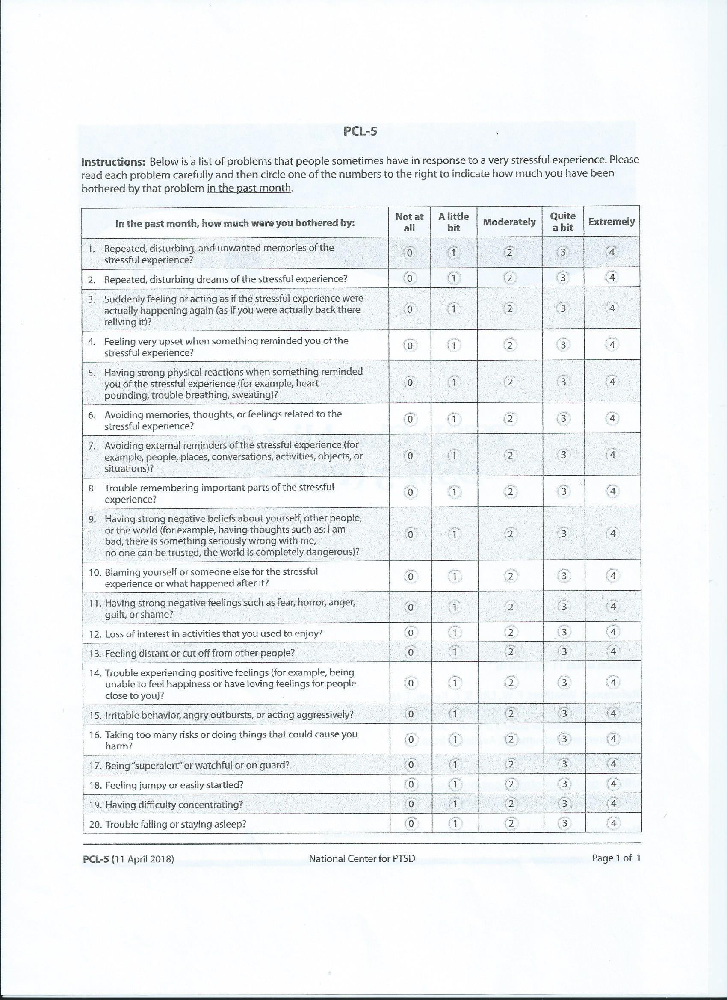 PCL-5
Instructions: Below is a list of problems that people sometimes have in response to a very stressful experience. Please
read each problem carefully and then circle one of the numbers to the right to indicate how much you have been
bothered by that problem in the past month.
In the past month, how much were you bothered by: Not at all A little bit Moderately Quite a bit Extremely
1. Repeated, disturbing, and unwanted memories of the
stressful experience? 0 1 2 3 4
2. Repeated, disturbing dreams of the stressful experience? 0 1 2 3 4
3. Suddenly feeling or acting as if the stressful experience were
actually happening again (as if you were actually back there
reliving it)? 0 1 2 3 4
4. Feeling very upset when something reminded you of the
stressful experience? 0 1 2 3 4
5. Having strong physical reactions when something reminded
you of the stressful experience (for example, heart
pounding, trouble breathing, sweating)? 0 1 2 3 4
6. Avoiding memories, thoughts, or feelings related to the
stressful experience? 0 1 2 3 4
7. Avoiding external reminders of the stressful experience (for
example, people, places, conversations, activities, objects, or
situations)? 0 1 2 3 4
8. Trouble remembering important parts of the stressful
experience? 0 1 2 3 4
9. Having strong negative beliefs about yourself, other people,
or the world (for example, having thoughts such as: I am
bad, there is something seriously wrong with me,
no one can be trusted, the world is completely dangerous)? 0 1 2 3 4
10. Blaming yourself or someone else for the stressful
experience or what happened after it? 0 1 2 3 4
11. Having strong negative feelings such as fear, horror, anger,
guilt, or shame? 0 1 2 3 4
12. Loss of interest in activities that you used to enjoy? 0 1 2 3 4
13. Feeling distant or cut off from other people? 0 1 2 3 4
14. Trouble experiencing positive feelings (for example, being
unable to feel happiness or have loving feelings for people
close to you)? 0 1 2 3 4
15. Irritable behavior, angry outbursts, or acting aggressively? 0 1 2 3 4
16. Taking too many risks or doing things that could cause you
harm? 0 1 2 3 4
17. Being "superalert" or watchful or on guard? 0 1 2 3 4
18. Feeling jumpy or easily startled? 0 1 2 3 4
19. Having difficulty concentrating? 0 1 2 3 4
20. Trouble falling or staying asleep? 0 1 2 3 4
PCL-5 (11 April 2018) National Center for PTSD Page 1 of 1